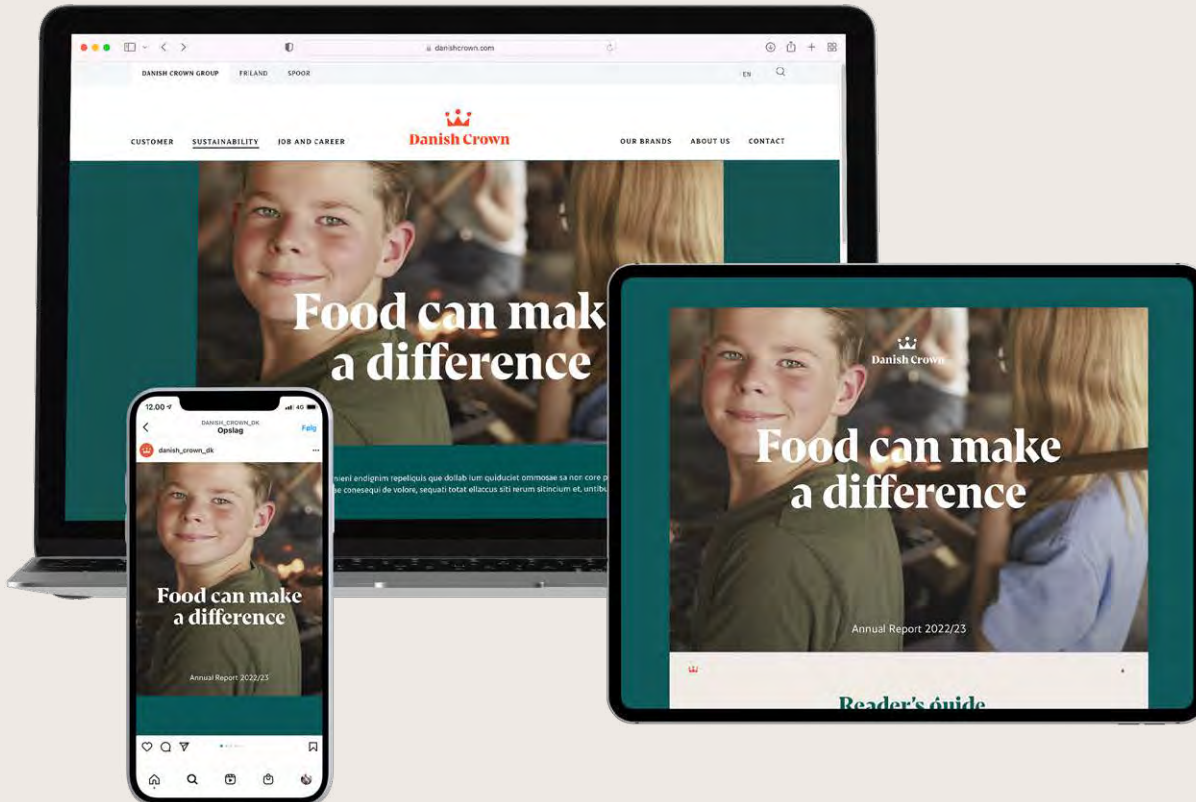 danishcrown.com
DANISH CROWN GROUP FRILAND SPOOR
EN
CUSTOMER SUSTAINABILITY JOB AND CAREER
Danish Crown
OUR BRANDS ABOUT US CONTACT
Food can mak
a difference
nieni endignim repeliquis que dollab ium quiduciet ommosae sa non core p
ae conesequi de volore, sequati totat ellaccus siti rerum sitincium et, untibu
12.00
4G
DANISH_CROWN_DK
Opslag
Følg
danish_crown_dk
Food can make
a difference
Annual Report 2022/23
Danish Crown
Food can make
a difference
Annual Report 2022/23
Reader's guide